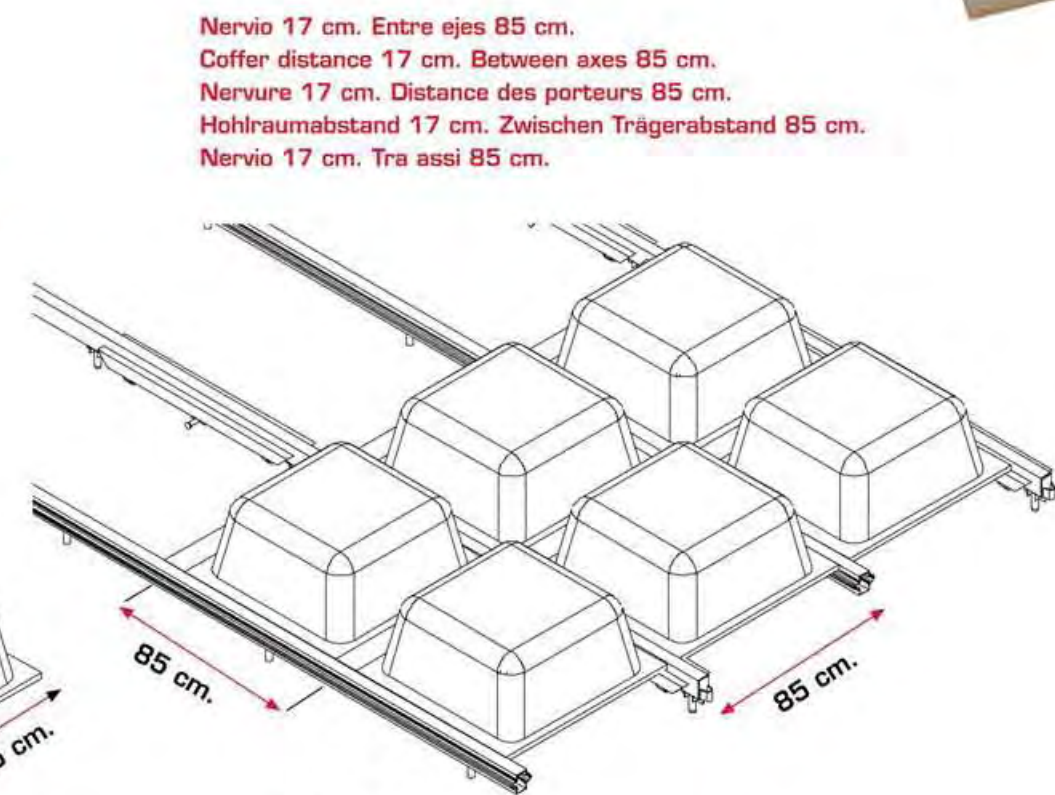 Nervio 17 cm. Entre ejes 85 cm.
Coffer distance 17 cm. Between axes 85 cm.
Nervure 17 cm. Distance des porteurs 85 cm.
Hohlraumabstand 17 cm. Zwischen Trägerabstand 85 cm.
Nervio 17 cm. Tra assi 85 cm.
85 cm.
85 cm.
cm.